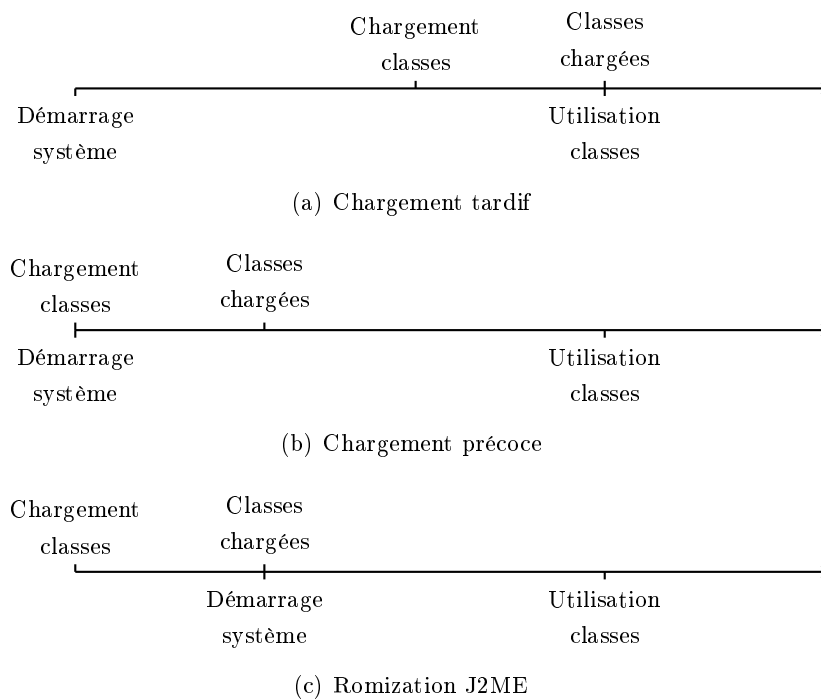 Chargement
classes
Classes
chargées
Démarrage
système
Utilisation
classes
(a) Chargement tardif
Chargement
classes
Classes
chargées
Démarrage
système
Utilisation
classes
(b) Chargement précoce
Chargement
classes
Classes
chargées
Démarrage
système
Utilisation
classes
(c) Romization J2ME